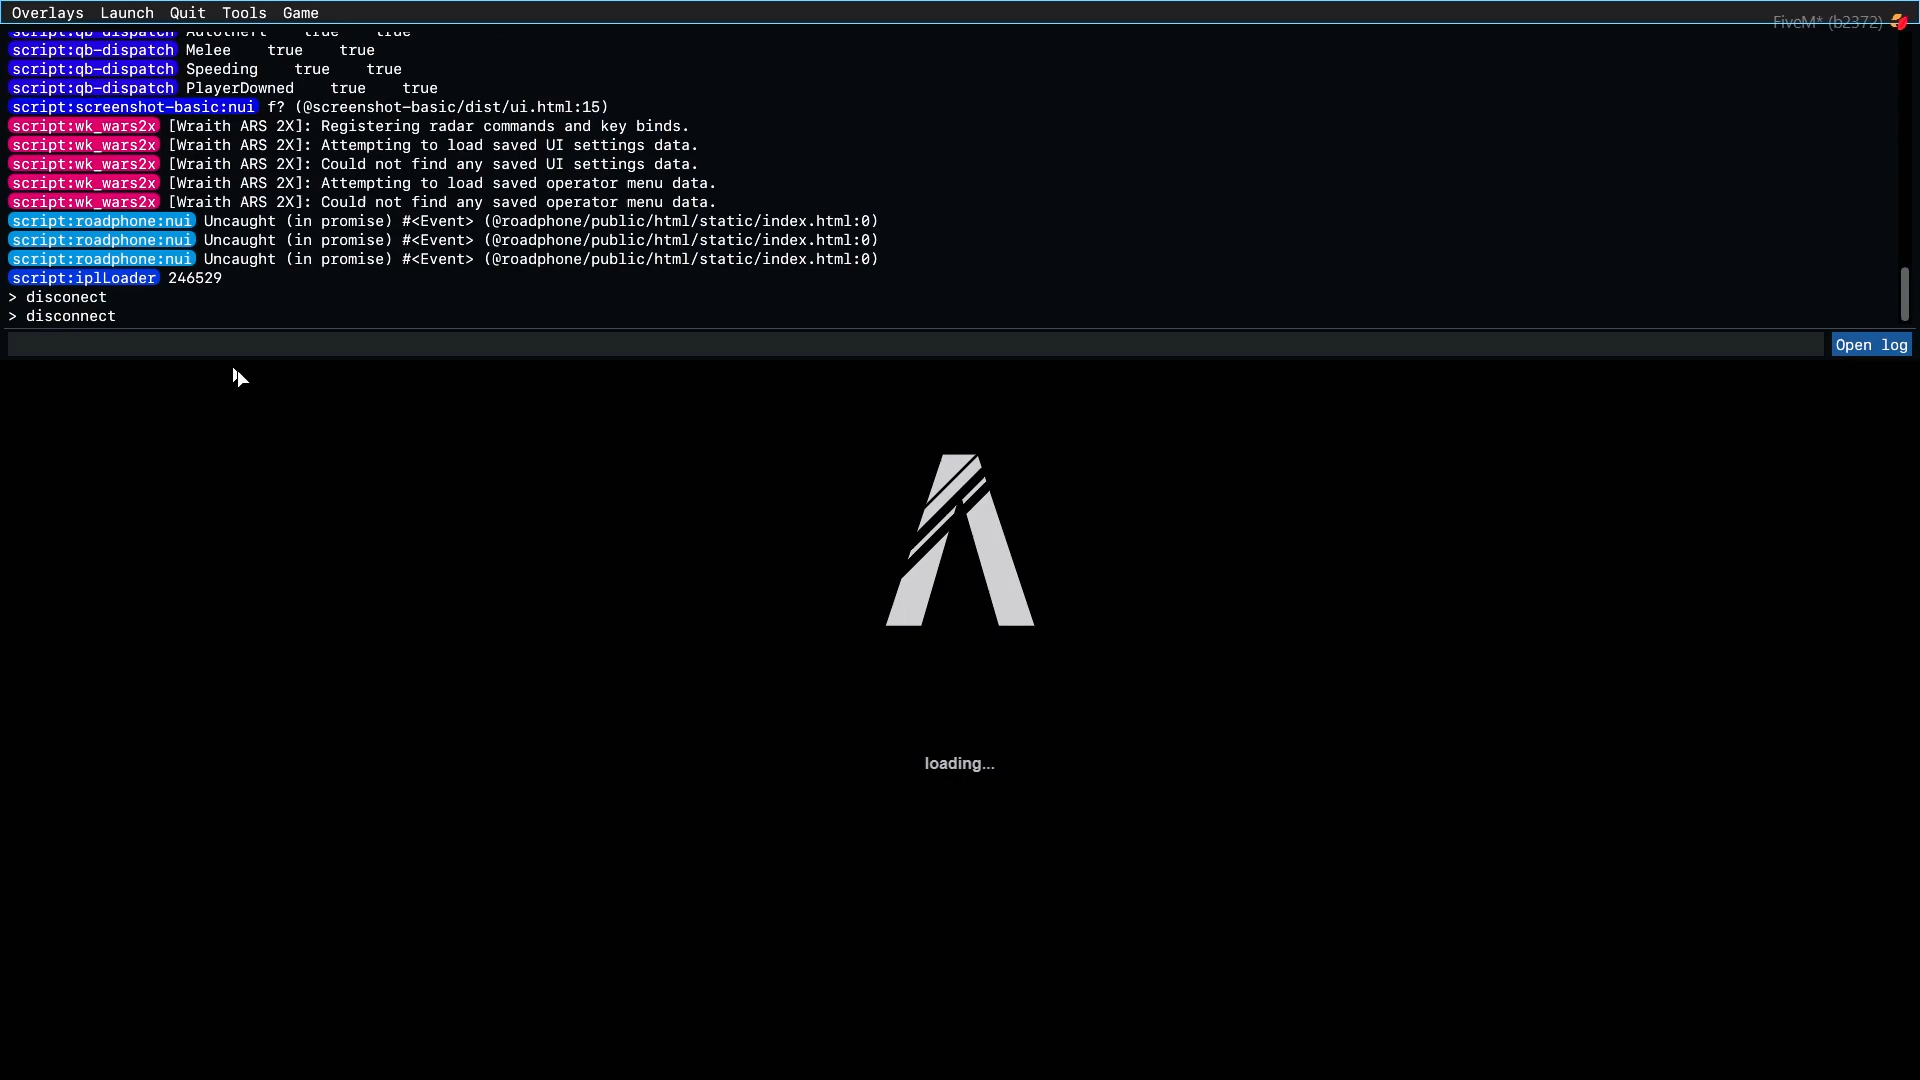 Overlays Launch Quit Tools Game
FiveM* (b2372)
script:qb-dispatch Autotheft true true
script:qb-dispatch Melee true true
script:qb-dispatch Speeding true true
script:qb-dispatch PlayerDowned true true
script:screenshot-basic:nui f? (@screenshot-basic/dist/ui.html:15)
script:wk_wars2x [Wraith ARS 2X]: Registering radar commands and key binds.
script:wk_wars2x [Wraith ARS 2X]: Attempting to load saved UI settings data.
script:wk_wars2x [Wraith ARS 2X]: Could not find any saved UI settings data.
script:wk_wars2x [Wraith ARS 2X]: Attempting to load saved operator menu data.
script:wk_wars2x [Wraith ARS 2X]: Could not find any saved operator menu data.
script:roadphone:nui Uncaught (in promise) #<Event> (@roadphone/public/html/static/index.html:0)
script:roadphone:nui Uncaught (in promise) #<Event> (@roadphone/public/html/static/index.html:0)
script:roadphone:nui Uncaught (in promise) #<Event> (@roadphone/public/html/static/index.html:0)
script:iplLoader 246529
> disconect
> disconnect
Open log
loading...